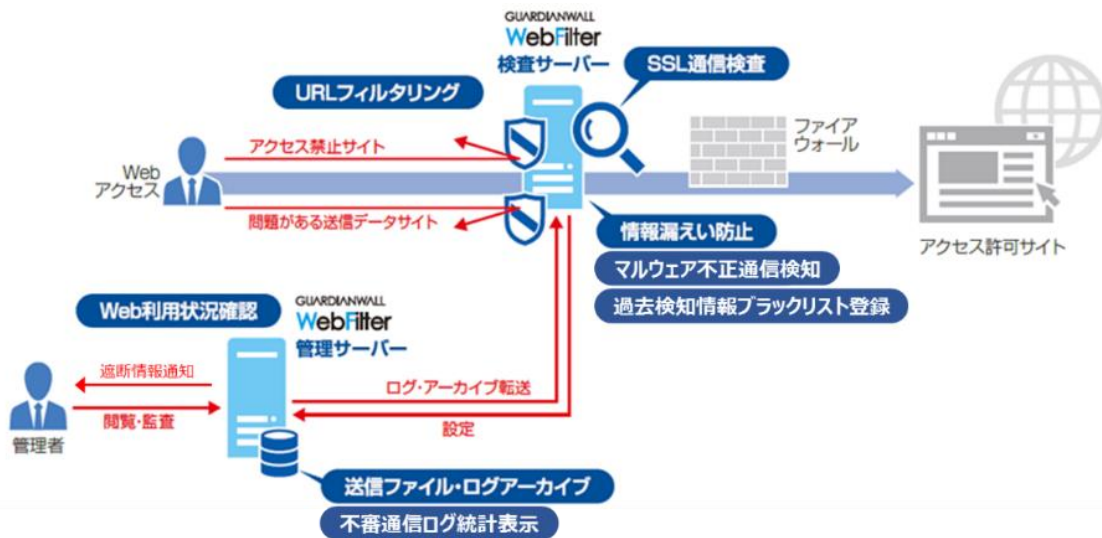 GUARDIANWALL
WebFilter
検査サーバー
SSL通信検査
URLフィルタリング
ファイア
ウォール
アクセス禁止サイト
Web
アクセス
問題がある送信データサイト
情報漏えい防止
アクセス許可サイト
マルウェア不正通信検知
過去検知情報ブラックリスト登録
Web利用状況確認
GUARDIANWALL
WebFilter
管理サーバー
遮断情報通知
ログ・アーカイブ転送
閲覧・監査
設定
管理者
送信ファイル・ログアーカイブ
不審通信ログ統計表示